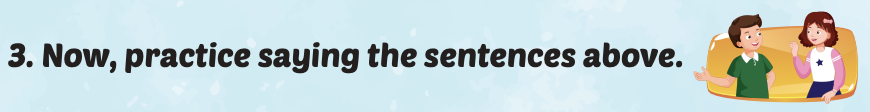 3. Now, practice saying the sentences above.